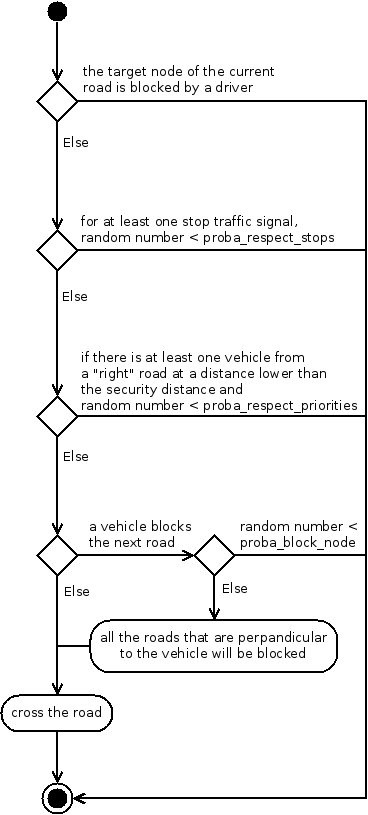 the target node of the current
road is blocked by a driver
Else
for at least one stop traffic signal,
random number < proba_respect_stops
Else
if there is at least one vehicle from
a "right" road at a distance lower than
the security distance and
random number < proba_respect_priorities
Else
a vehicle blocks
the next road
random number <
proba_block_node
Else
Else
all the roads that are perpandicular
to the vehicle will be blocked
cross the road